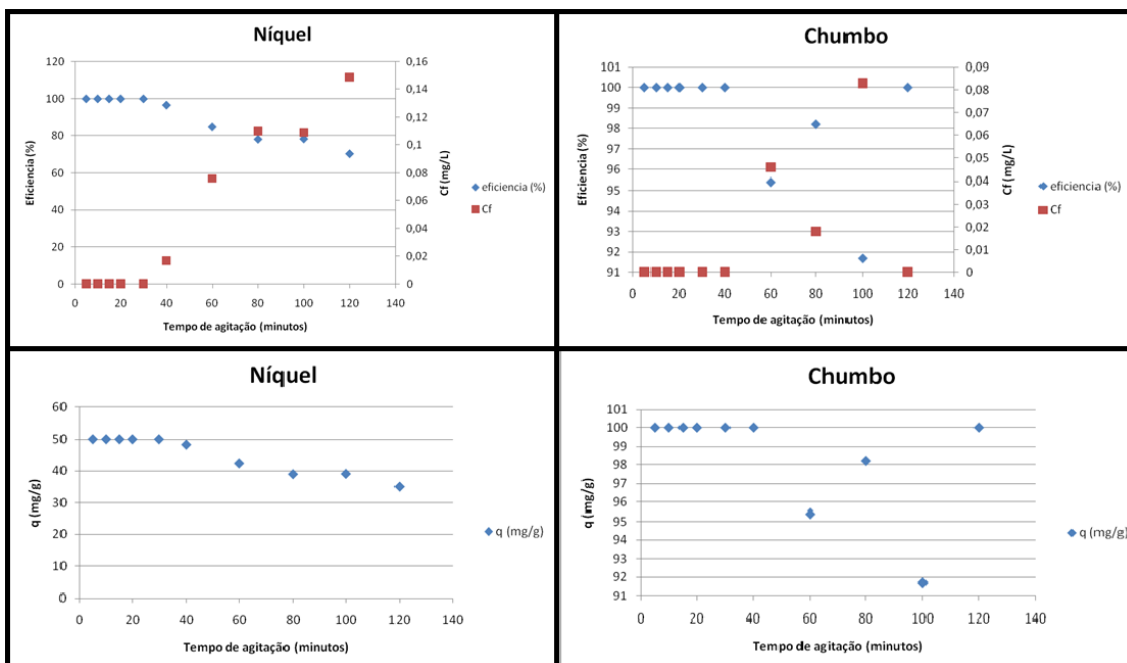 Níquel
120
100
80
60
40
20
0
Eficiencia (%)
0,16
0,14
0,12
0,1
0,08
0,06
0,04
0,02
0
Cf (mg/L)
0 20 40 60 80 100 120 140
Tempo de agitação (minutos)
eficiencia (%)
Cf
Chumbo
101
100
99
98
97
96
95
94
93
92
91
Eficiencia (%)
0,09
0,08
0,07
0,06
0,05
0,04
0,03
0,02
0,01
0
Cf (mg/L)
0 20 40 60 80 100 120 140
Tempo de agitação (minutos)
eficiencia (%)
Cf
Níquel
60
50
40
30
20
10
0
q (mg/g)
0 20 40 60 80 100 120 140
Tempo de agitação (minutos)
q (mg/g)
Chumbo
101
100
99
98
97
96
95
94
93
92
91
q (mg/g)
0 20 40 60 80 100 120 140
Tempo de agitação (minutos)
q (mg/g)